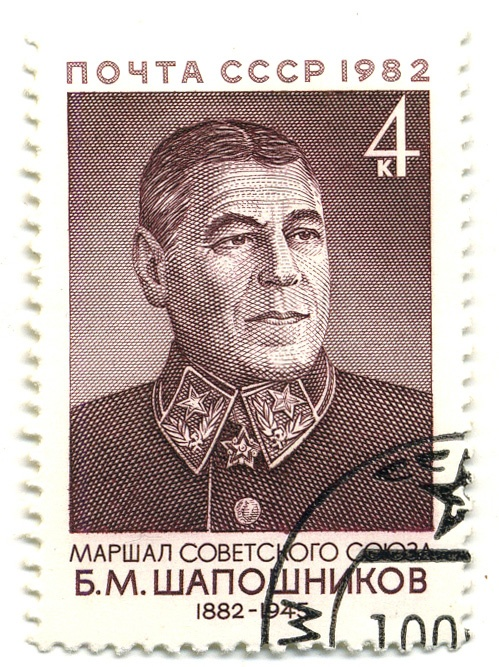 ПОЧТА СССР 1982
4
К
МАРШАЛ СОВЕТСКОГО СОЮЗА
Б.М. ШАПОШНИКОВ
1882-1945
100